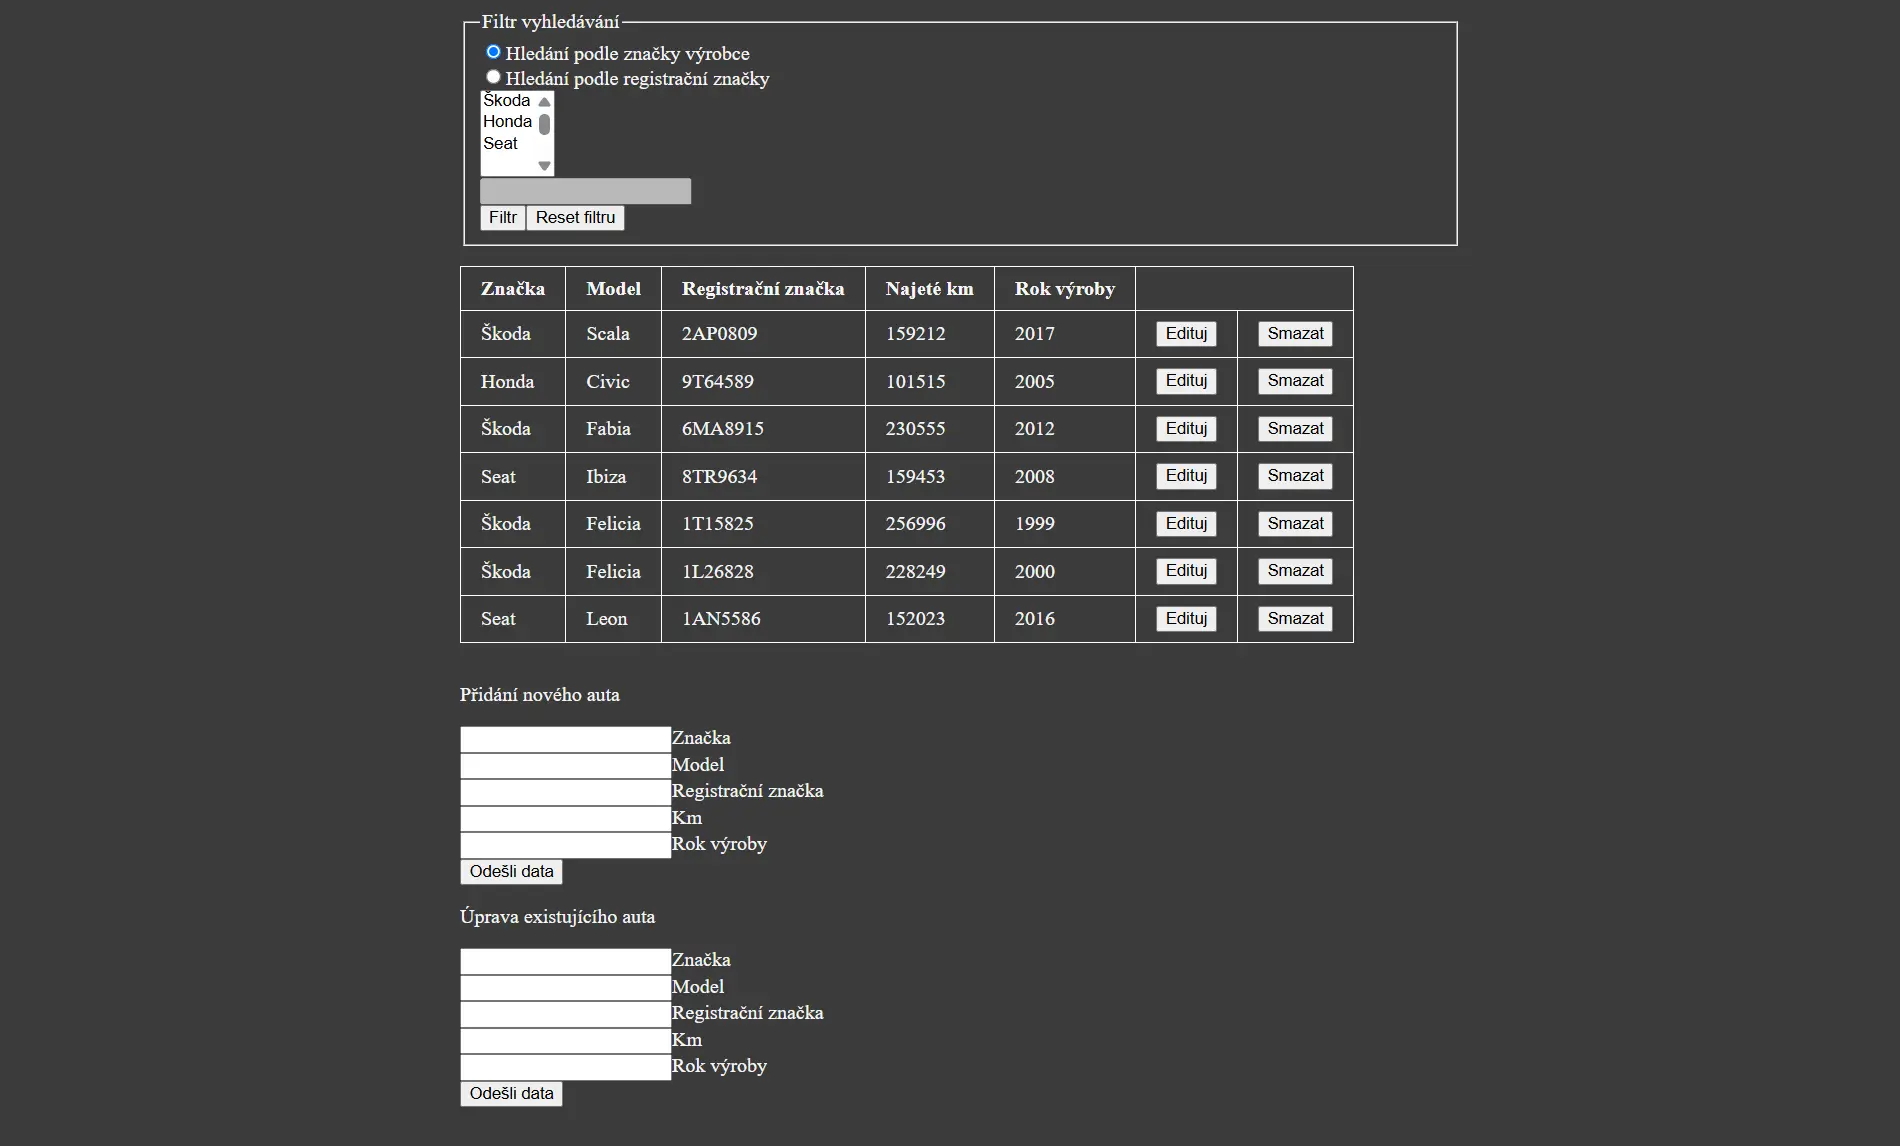 Filtr vyhledávání
Hledání podle značky výrobce
Hledání podle registrační značky
Škoda
Honda
Seat
Filtr Reset filtru
Značka Model Registrační značka Najeté km Rok výroby
Škoda Scala 2AP0809 159212 2017 Edituj Smazat
Honda Civic 9T64589 101515 2005 Edituj Smazat
Škoda Fabia 6MA8915 230555 2012 Edituj Smazat
Seat Ibiza 8TR9634 159453 2008 Edituj Smazat
Škoda Felicia 1T15825 256996 1999 Edituj Smazat
Škoda Felicia 1L26828 228249 2000 Edituj Smazat
Seat Leon 1AN5586 152023 2016 Edituj Smazat
Přidání nového auta
Značka
Model
Registrační značka
Km
Rok výroby
Odešli data
Úprava existujícího auta
Značka
Model
Registrační značka
Km
Rok výroby
Odešli data